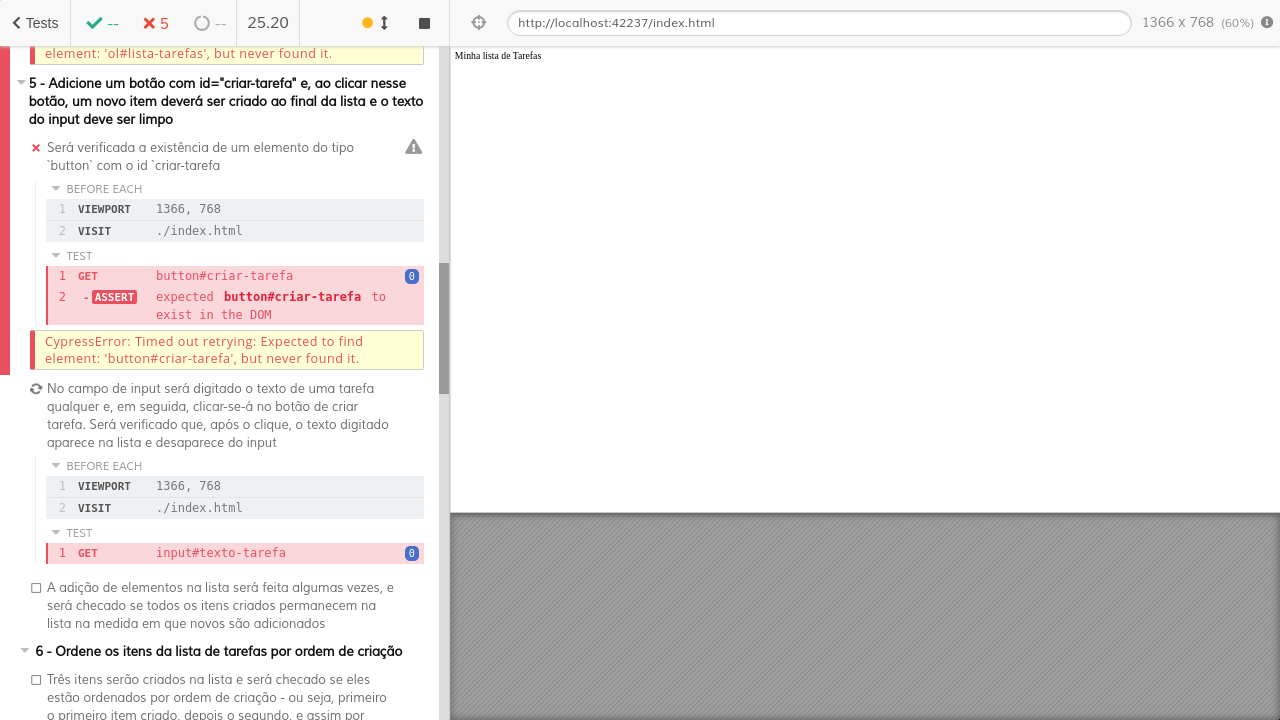 Tests
--
5
--
25.20
http://localhost:42237/index.html
1366 x 768 (60%)
element: 'ol#lista-tarefas', but never found it.
5 - Adicione um botão com id="criar-tarefa" e, ao clicar nesse
botão, um novo item deverá ser criado ao final da lista e o texto
do input deve ser limpo
Será verificada a existência de um elemento do tipo
`button` com o id `criar-tarefa
BEFORE EACH
1 VIEWPORT 1366, 768
2 VISIT ./index.html
TEST
1 GET button#criar-tarefa 0
2 -ASSERT expected button#criar-tarefa to
exist in the DOM
CypressError: Timed out retrying: Expected to find
element: 'button#criar-tarefa', but never found it.
No campo de input será digitado o texto de uma tarefa
qualquer e, em seguida, clicar-se-á no botão de criar
tarefa. Será verificado que, após o clique, o texto digitado
aparece na lista e desaparece do input
BEFORE EACH
1 VIEWPORT 1366, 768
2 VISIT ./index.html
TEST
1 GET input#texto-tarefa 0
A adição de elementos na lista será feita algumas vezes, e
será checado se todos os itens criados permanecem na
lista na medida em que novos são adicionados
6 - Ordene os itens da lista de tarefas por ordem de criação
Três itens serão criados na lista e será checado se eles
estão ordenados por ordem de criação - ou seja, primeiro
o primeiro item criado, depois o segundo, e assim por
Minha lista de Tarefas